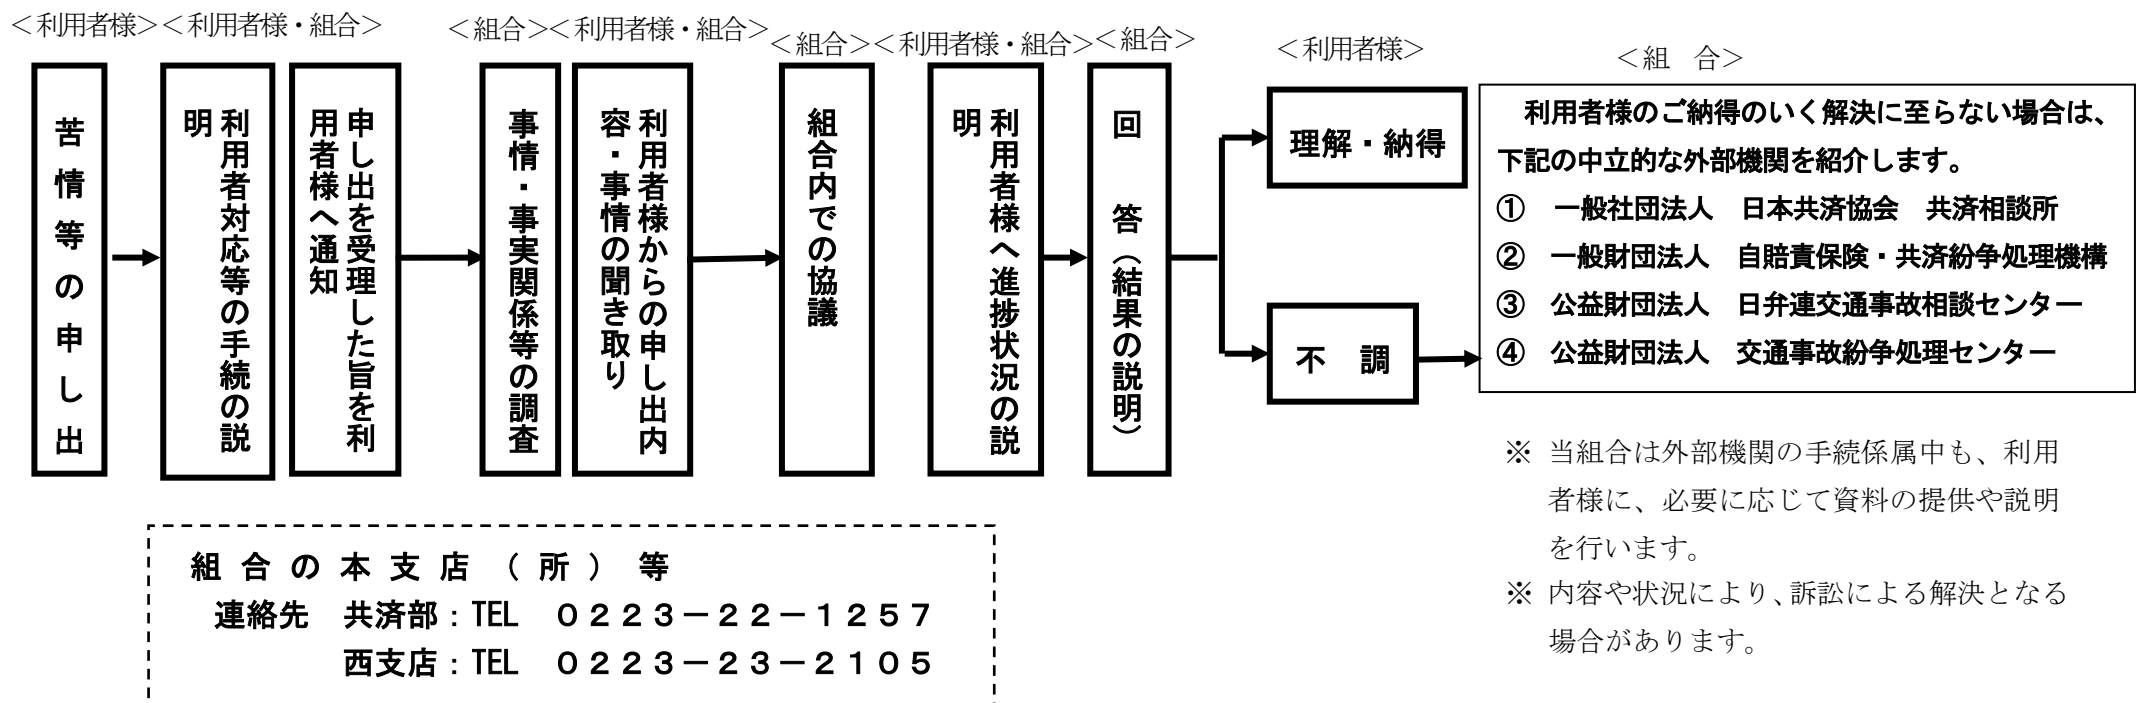 ＜利用者様＞＜利用者様・組合＞
＜組合＞＜利用者様・組合＞
＜組合＞＜利用者様・組合＞＜組合＞
＜利用者様＞
＜組　合＞
苦情等の申し出
利用者対応等の手続の説
明
申し出を受理した旨を利
用者様へ通知
事情・事実関係等の調査
利用者様からの申し出内
容・事情の聞き取り
組合内での協議
利用者様へ進捗状況の説
明
回　答（結果の説明）
理解・納得
不　調
利用者様のご納得のいく解決に至らない場合は、
下記の中立的な外部機関を紹介します。
①　一般社団法人　日本共済協会　共済相談所
②　一般財団法人　自賠責保険・共済紛争処理機構
③　公益財団法人　日弁連交通事故相談センター
④　公益財団法人　交通事故紛争処理センター
※ 当組合は外部機関の手続係属中も、利用
者様に、必要に応じて資料の提供や説明
を行います。
※ 内容や状況により、訴訟による解決となる
場合があります。
組合の本支店（所）等
連絡先　共済部：TEL　０２２３－２２－１２５７
西支店：TEL　０２２３－２３－２１０５